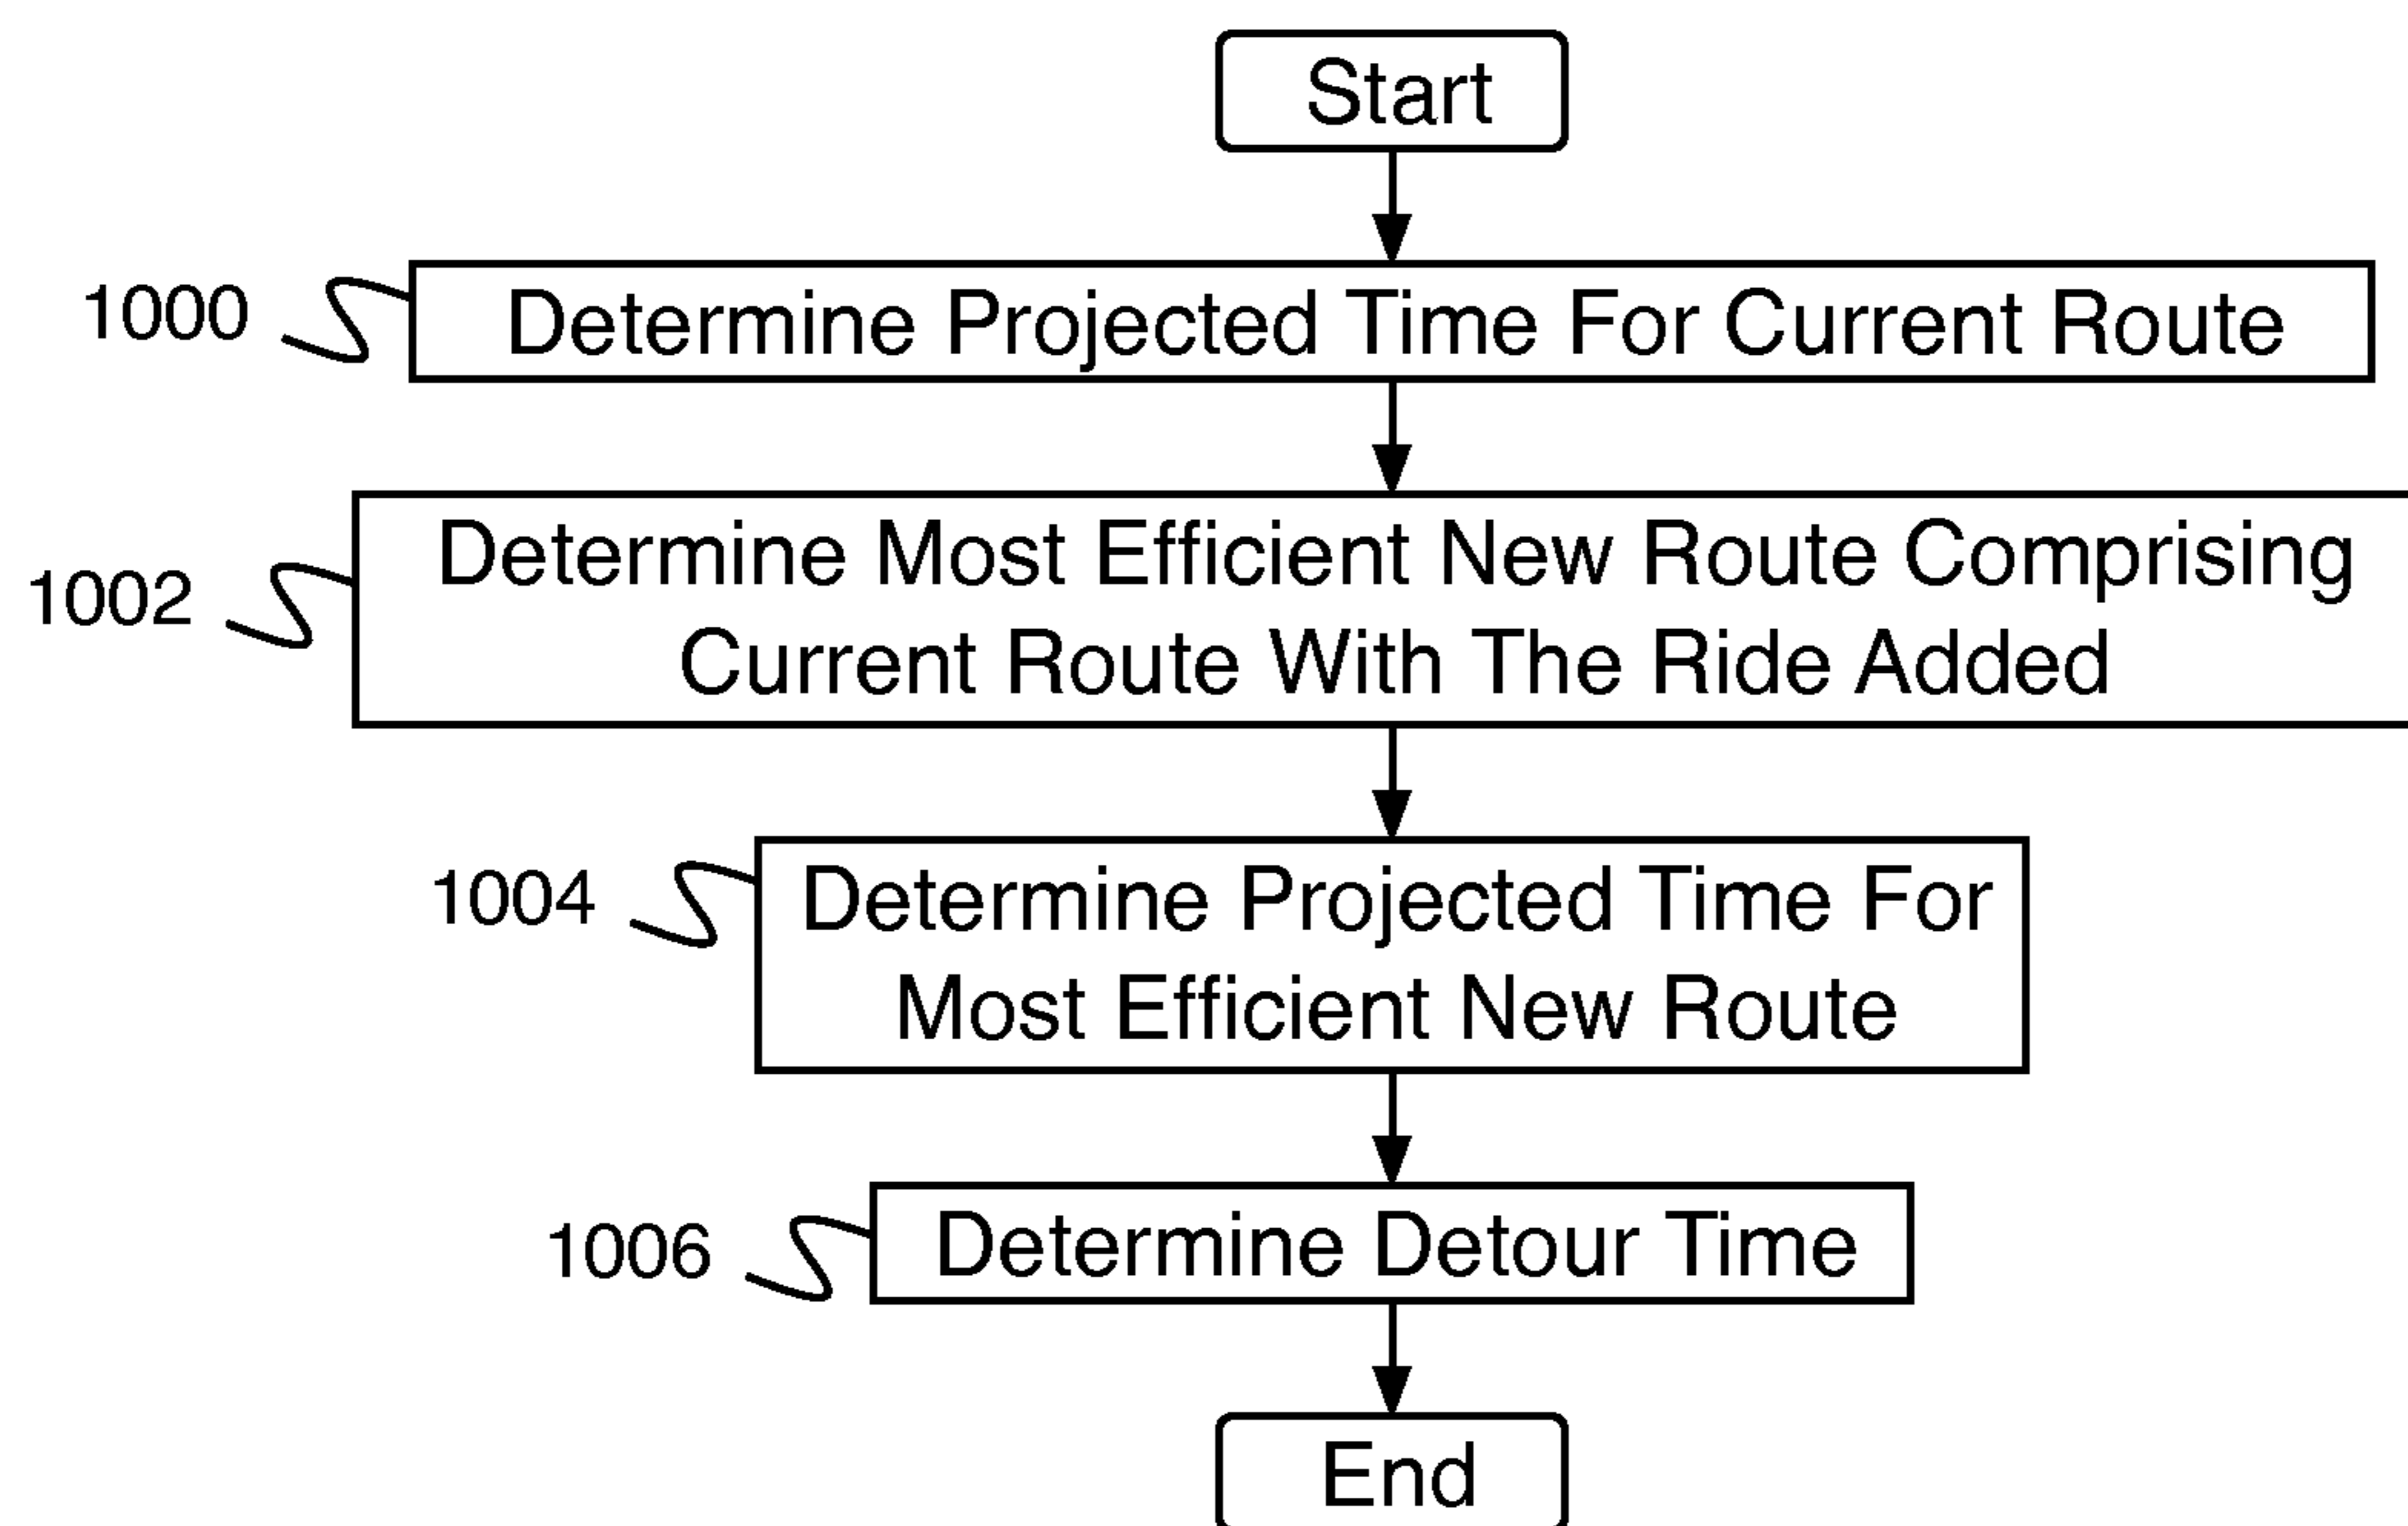 Start
1000
Determine Projected Time For Current Route
1002
Determine Most Efficient New Route Comprising
Current Route With The Ride Added
1004
Determine Projected Time For
Most Efficient New Route
1006
Determine Detour Time
End